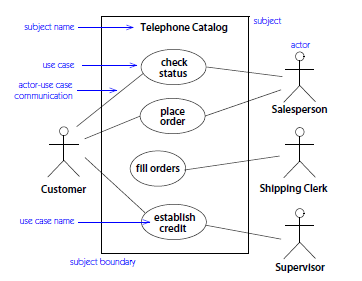 subject name
Telephone Catalog
subject
use case
check
status
actor
actor-use case
communication
place
order
Salesperson
fill orders
Customer
Shipping Clerk
use case name
establish
credit
subject boundary
Supervisor